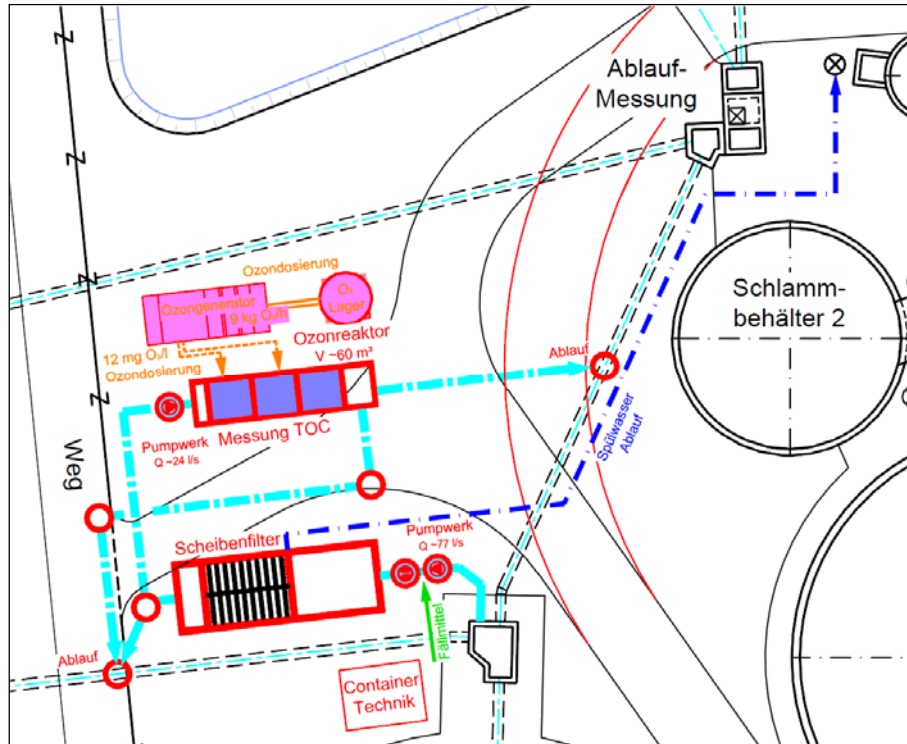 Ablauf-
Messung
Ozondosierung
Ozongenerator
9 kg O₃/h
O₂
Lager
Ozonreaktor
V ~60 m³
12 mg O₃/l
Ozondosierung
Ablauf
Schlamm-
behälter 2
Messung TOC
Pumpwerk
Q ~24 l/s
Weg
Spülwasser
Ablauf
Scheibenfilter
Pumpwerk
Q ~77 l/s
Fällmittel
Ablauf
Container
Technik